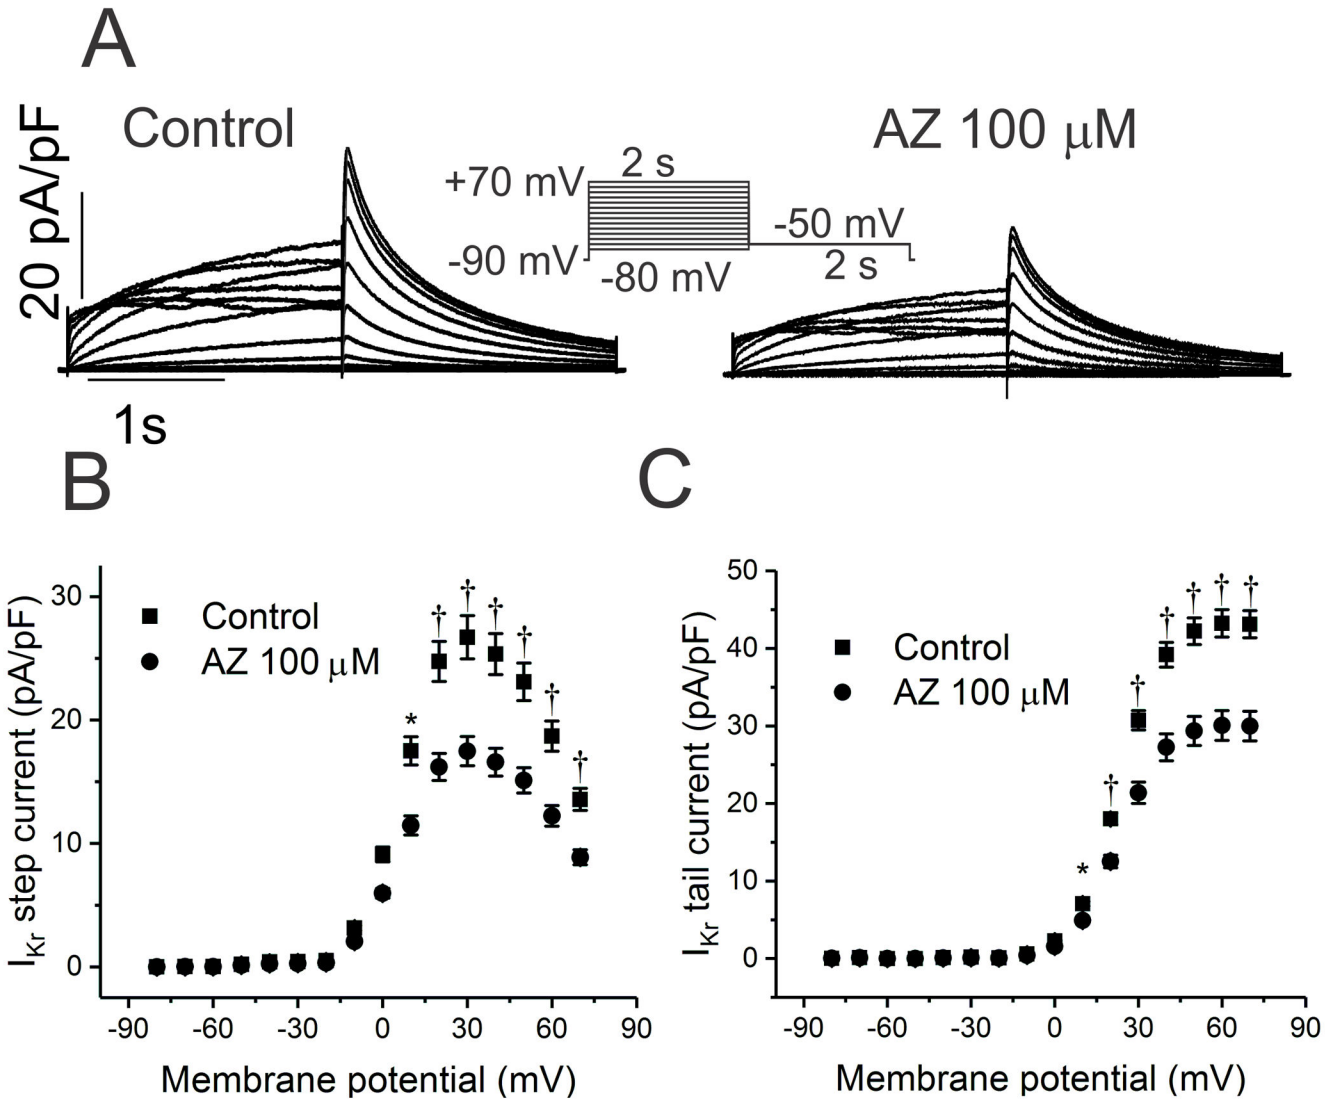 A
Control
AZ 100 μM
20 pA/pF
2 s
+70 mV
-50 mV
-90 mV
2 s
-80 mV
1s
B
C
Control
AZ 100 μM
30
20
10
0
-90
-60
-30
0
30
60
90
I_Kr step current (pA/pF)
Membrane potential (mV)
*
†
†
†
†
†
†
Control
AZ 100 μM
50
40
30
20
10
0
-90
-60
-30
0
30
60
90
I_Kr tail current (pA/pF)
Membrane potential (mV)
*
†
†
†
†
†
†